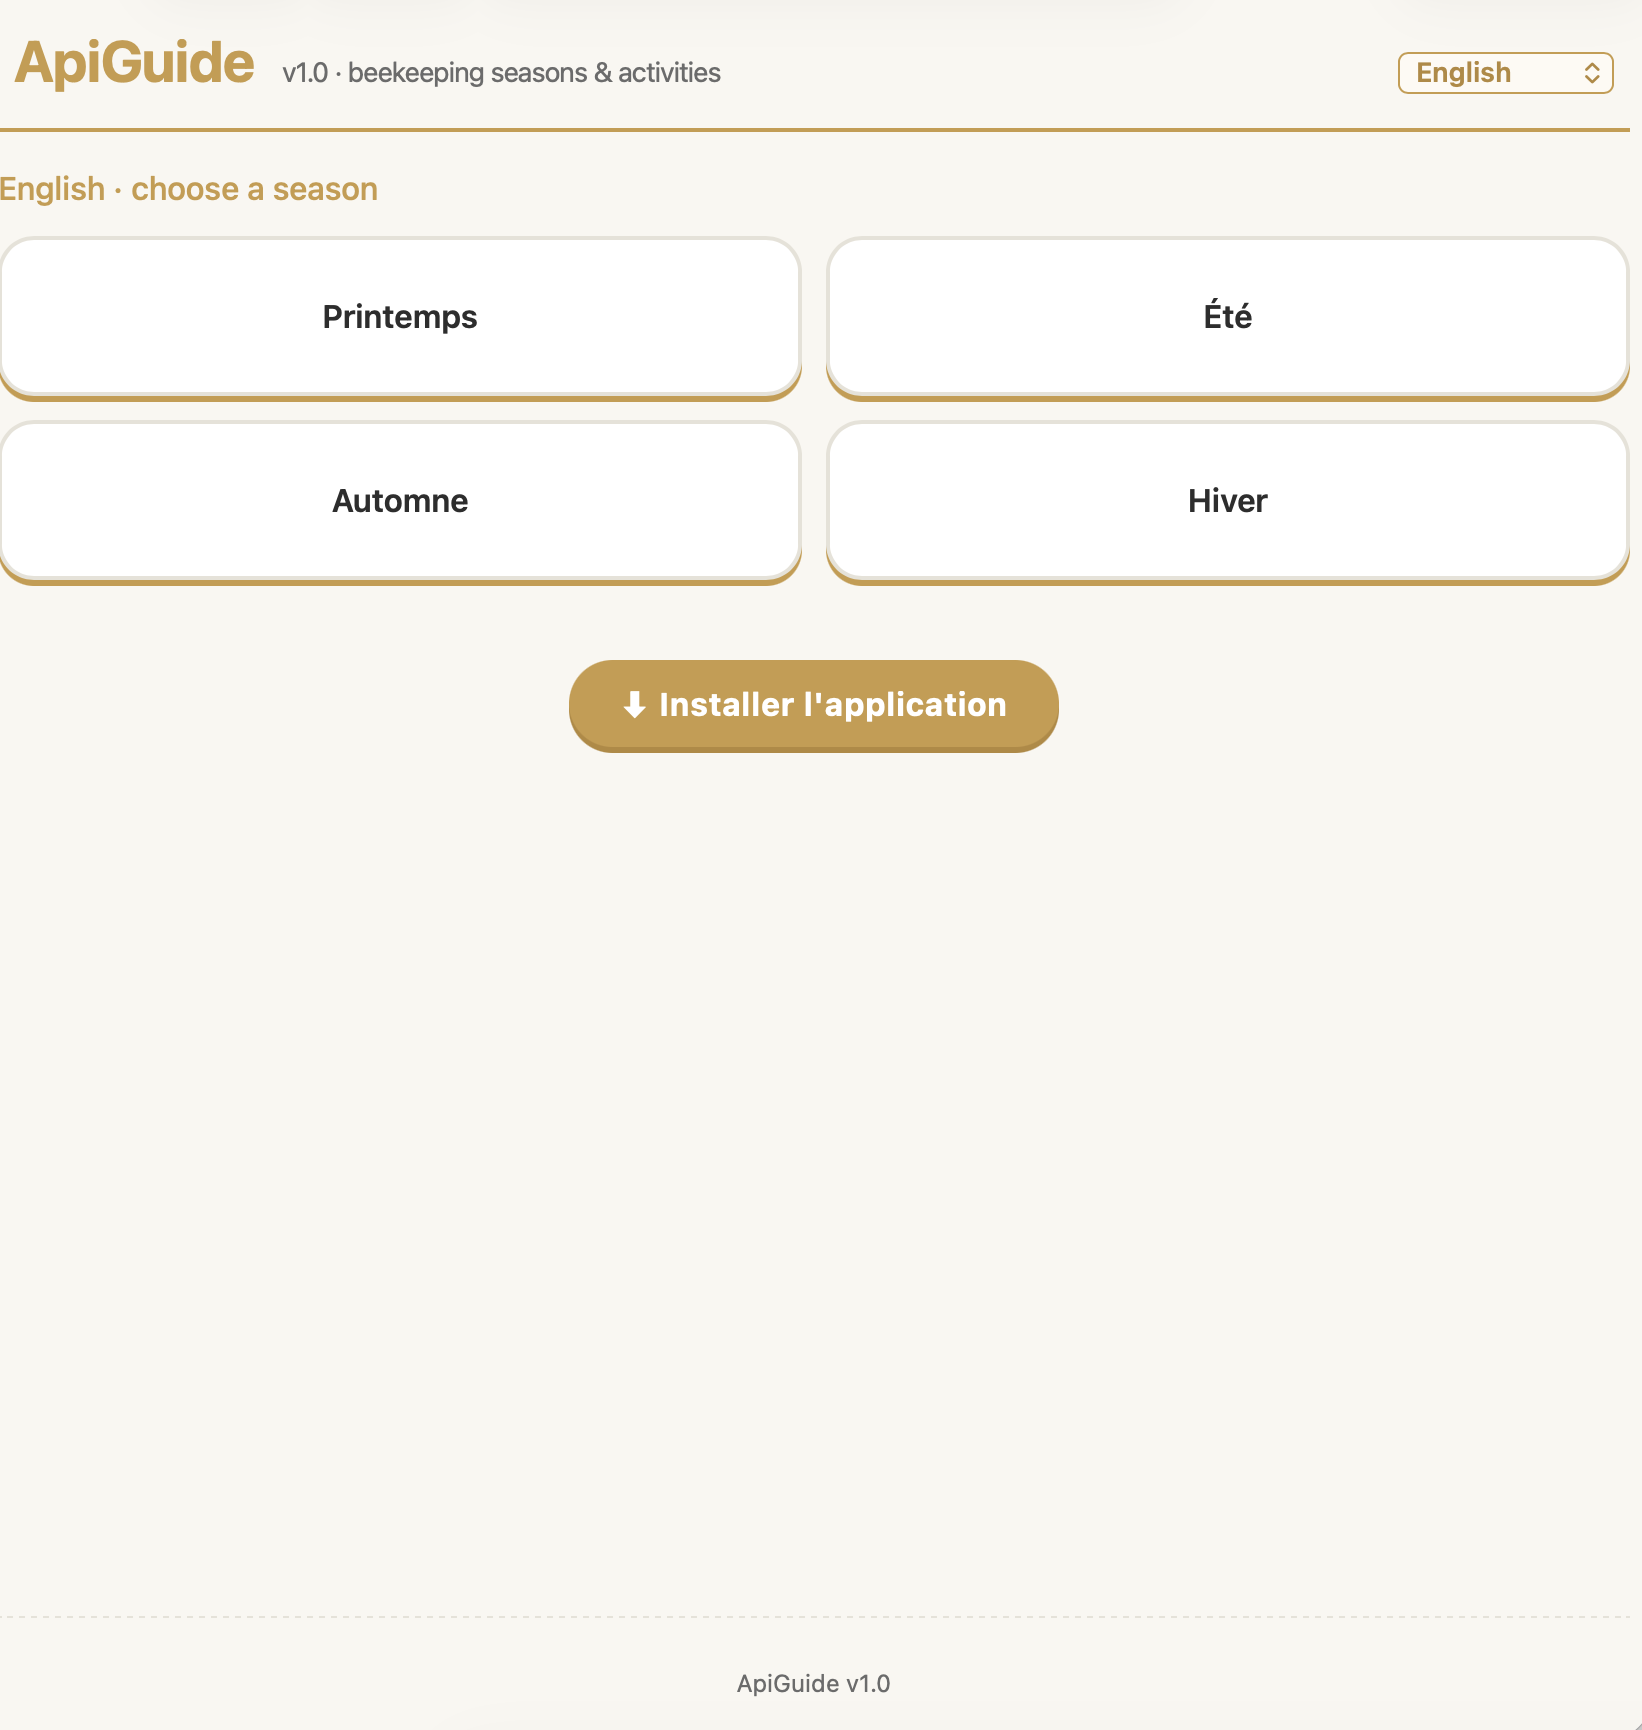 ApiGuide v1.0 · beekeeping seasons & activities English
English · choose a season
Printemps
Été
Automne
Hiver
⬇ Installer l'application
ApiGuide v1.0